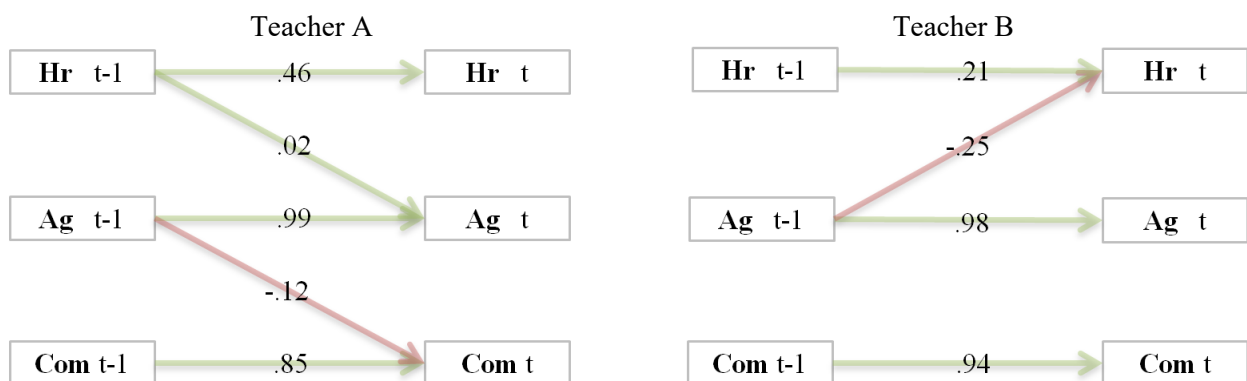 Teacher A
Hr t-1
.46
Hr t
.02
Ag t-1
.99
Ag t
-.12
Com t-1
.85
Com t
Teacher B
Hr t-1
.21
Hr t
-.25
Ag t-1
.98
Ag t
Com t-1
.94
Com t